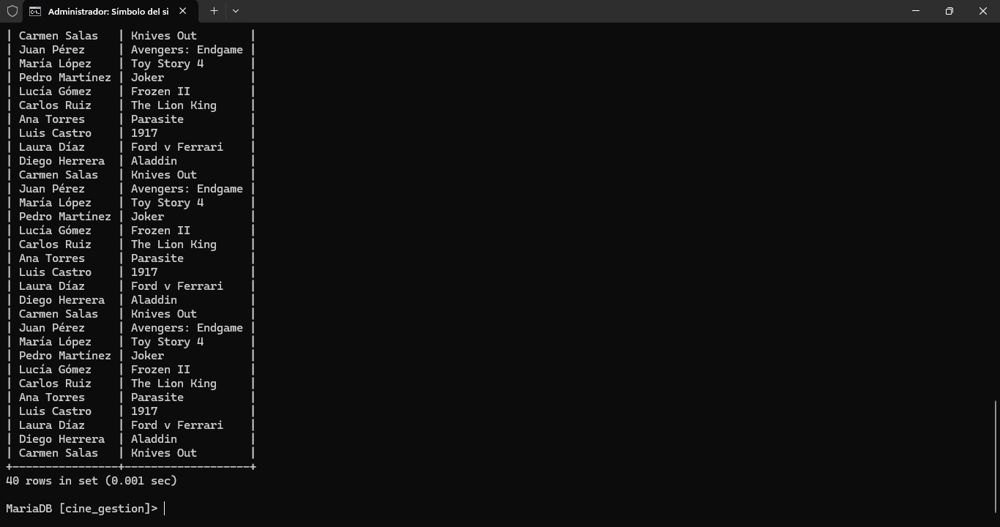 Administrador: Símbolo del si
| Carmen Salas   | Knives Out        |
| Juan Pérez     | Avengers: Endgame |
| María López    | Toy Story 4       |
| Pedro Martínez | Joker             |
| Lucía Gómez    | Frozen II         |
| Carlos Ruiz    | The Lion King     |
| Ana Torres     | Parasite          |
| Luis Castro    | 1917              |
| Laura Díaz     | Ford v Ferrari    |
| Diego Herrera  | Aladdin           |
| Carmen Salas   | Knives Out        |
| Juan Pérez     | Avengers: Endgame |
| María López    | Toy Story 4       |
| Pedro Martínez | Joker             |
| Lucía Gómez    | Frozen II         |
| Carlos Ruiz    | The Lion King     |
| Ana Torres     | Parasite          |
| Luis Castro    | 1917              |
| Laura Díaz     | Ford v Ferrari    |
| Diego Herrera  | Aladdin           |
| Carmen Salas   | Knives Out        |
| Juan Pérez     | Avengers: Endgame |
| María López    | Toy Story 4       |
| Pedro Martínez | Joker             |
| Lucía Gómez    | Frozen II         |
| Carlos Ruiz    | The Lion King     |
| Ana Torres     | Parasite          |
| Luis Castro    | 1917              |
| Laura Díaz     | Ford v Ferrari    |
| Diego Herrera  | Aladdin           |
| Carmen Salas   | Knives Out        |
+----------------+-------------------+
40 rows in set (0.001 sec)
MariaDB [cine_gestion]>